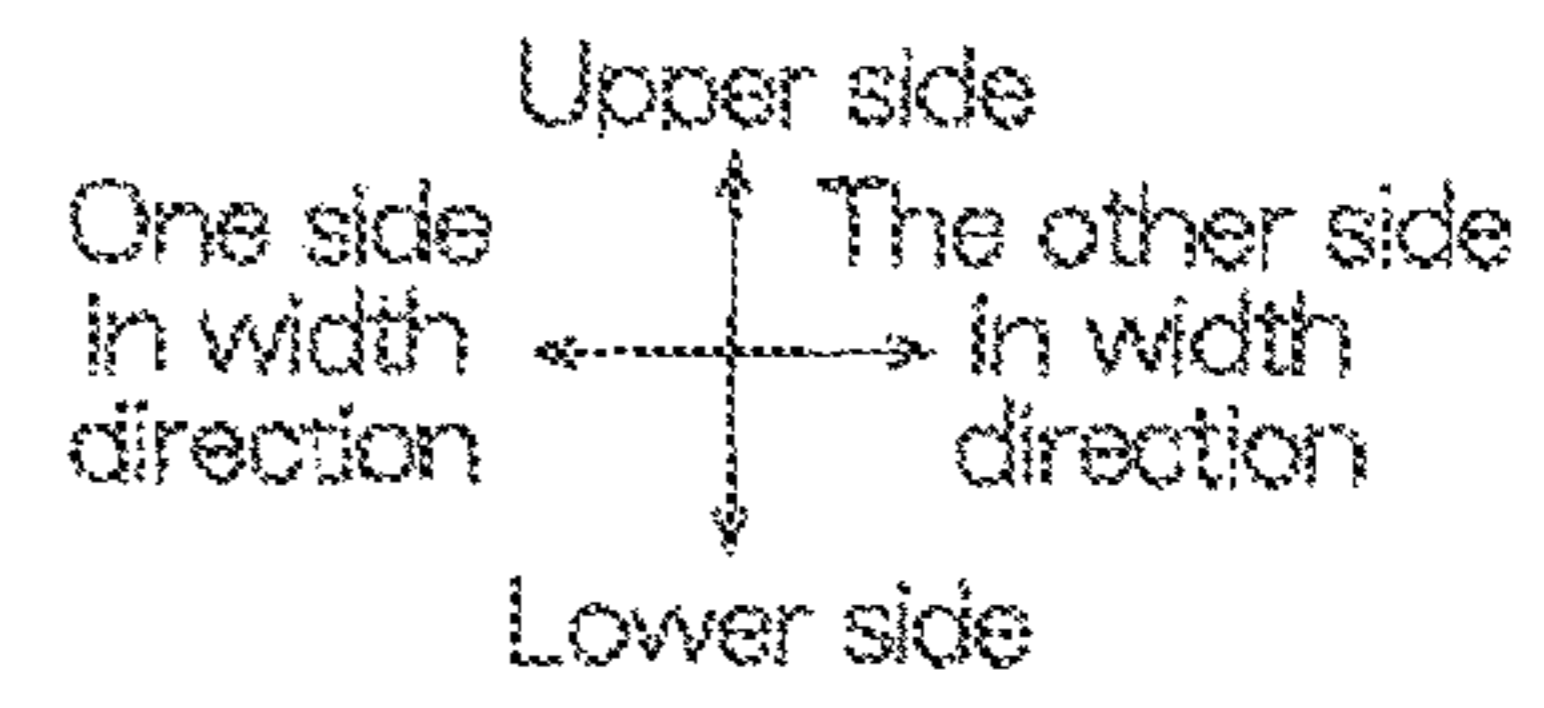 Upper side
One side
in width
direction
The other side
in width
direction
Lower side